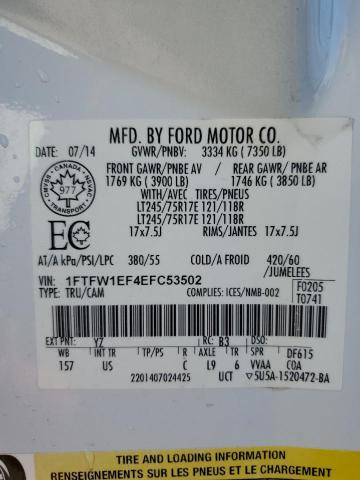 MFD. BY FORD MOTOR CO.
DATE: 07/14 GVWR/PNBV: 3334 KG ( 7350 LB)
FRONT GAWR/PNBE AV REAR GAWR/ PNBE AR
1769 KG ( 3900 LB) 1746 KG ( 3850 LB)
WITH/AVEC TIRES/PNEUS
LT245/75R17E 121/118R
LT245/75R17E 121/118R
17x7.5J RIMS/JANTES 17x7.5J
AT/A kPa/PSI/LPC 380/55 COLD/A FROID 420/60
/JUMELEES
VIN: 1FTFW1EF4EFC53502
TYPE: TRU/CAM COMPLIES: ICES/NMB-002
F0205
T0741
CANADA
977
TRANSPORT
EC
EXT PNT: YZ RC: B3 DSO:
WB INT TR TP/PS R AXLE TR SPR DF615
157 US C L9 6 VVAA COA
2201407024425 UCT 5U5A-1520472-BA
TIRE AND LOADING INFORMATION
RENSEIGNEMENTS SUR LES PNEUS ET LE CHARGEMENT